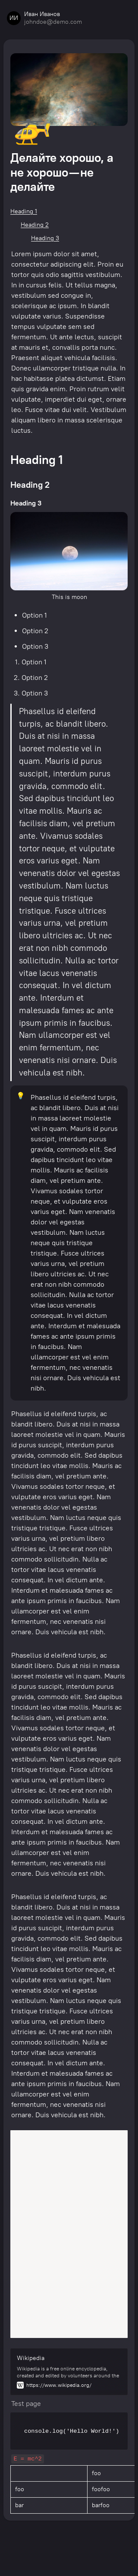 ИИ
Иван Иванов
johndoe@demo.com
Делайте хорошо, а
не хорошо—не
делайте
Heading 1
Heading 2
Heading 3
Lorem ipsum dolor sit amet,
consectetur adipiscing elit. Proin eu
tortor quis odio sagittis vestibulum.
In in cursus felis. Ut tellus magna,
vestibulum sed congue in,
scelerisque ac ipsum. In blandit
vulputate varius. Suspendisse
tempus vulputate sem sed
fermentum. Ut ante lectus, suscipit
at mauris et, convallis porta nunc.
Praesent aliquet vehicula facilisis.
Donec ullamcorper tristique nulla. In
hac habitasse platea dictumst. Etiam
quis gravida enim. Proin rutrum velit
vulputate, imperdiet dui eget, ornare
leo. Fusce vitae dui velit. Vestibulum
aliquam libero in massa scelerisque
luctus.
Heading 1
Heading 2
Heading 3
This is moon
• Option 1
• Option 2
• Option 3
1. Option 1
2. Option 2
3. Option 3
Phasellus id eleifend
turpis, ac blandit libero.
Duis at nisi in massa
laoreet molestie vel in
quam. Mauris id purus
suscipit, interdum purus
gravida, commodo elit.
Sed dapibus tincidunt leo
vitae mollis. Mauris ac
facilisis diam, vel pretium
ante. Vivamus sodales
tortor neque, et vulputate
eros varius eget. Nam
venenatis dolor vel egestas
vestibulum. Nam luctus
neque quis tristique
tristique. Fusce ultrices
varius urna, vel pretium
libero ultricies ac. Ut nec
erat non nibh commodo
sollicitudin. Nulla ac tortor
vitae lacus venenatis
consequat. In vel dictum
ante. Interdum et
malesuada fames ac ante
ipsum primis in faucibus.
Nam ullamcorper est vel
enim fermentum, nec
venenatis nisi ornare. Duis
vehicula est nibh.
Phasellus id eleifend turpis,
ac blandit libero. Duis at nisi
in massa laoreet molestie
vel in quam. Mauris id purus
suscipit, interdum purus
gravida, commodo elit. Sed
dapibus tincidunt leo vitae
mollis. Mauris ac facilisis
diam, vel pretium ante.
Vivamus sodales tortor
neque, et vulputate eros
varius eget. Nam venenatis
dolor vel egestas
vestibulum. Nam luctus
neque quis tristique
tristique. Fusce ultrices
varius urna, vel pretium
libero ultricies ac. Ut nec
erat non nibh commodo
sollicitudin. Nulla ac tortor
vitae lacus venenatis
consequat. In vel dictum
ante. Interdum et malesuada
fames ac ante ipsum primis
in faucibus. Nam
ullamcorper est vel enim
fermentum, nec venenatis
nisi ornare. Duis vehicula est
nibh.
Phasellus id eleifend turpis, ac
blandit libero. Duis at nisi in massa
laoreet molestie vel in quam. Mauris
id purus suscipit, interdum purus
gravida, commodo elit. Sed dapibus
tincidunt leo vitae mollis. Mauris ac
facilisis diam, vel pretium ante.
Vivamus sodales tortor neque, et
vulputate eros varius eget. Nam
venenatis dolor vel egestas
vestibulum. Nam luctus neque quis
tristique tristique. Fusce ultrices
varius urna, vel pretium libero
ultricies ac. Ut nec erat non nibh
commodo sollicitudin. Nulla ac
tortor vitae lacus venenatis
consequat. In vel dictum ante.
Interdum et malesuada fames ac
ante ipsum primis in faucibus. Nam
ullamcorper est vel enim
fermentum, nec venenatis nisi
ornare. Duis vehicula est nibh.
Phasellus id eleifend turpis, ac
blandit libero. Duis at nisi in massa
laoreet molestie vel in quam. Mauris
id purus suscipit, interdum purus
gravida, commodo elit. Sed dapibus
tincidunt leo vitae mollis. Mauris ac
facilisis diam, vel pretium ante.
Vivamus sodales tortor neque, et
vulputate eros varius eget. Nam
venenatis dolor vel egestas
vestibulum. Nam luctus neque quis
tristique tristique. Fusce ultrices
varius urna, vel pretium libero
ultricies ac. Ut nec erat non nibh
commodo sollicitudin. Nulla ac
tortor vitae lacus venenatis
consequat. In vel dictum ante.
Interdum et malesuada fames ac
ante ipsum primis in faucibus. Nam
ullamcorper est vel enim
fermentum, nec venenatis nisi
ornare. Duis vehicula est nibh.
Phasellus id eleifend turpis, ac
blandit libero. Duis at nisi in massa
laoreet molestie vel in quam. Mauris
id purus suscipit, interdum purus
gravida, commodo elit. Sed dapibus
tincidunt leo vitae mollis. Mauris ac
facilisis diam, vel pretium ante.
Vivamus sodales tortor neque, et
vulputate eros varius eget. Nam
venenatis dolor vel egestas
vestibulum. Nam luctus neque quis
tristique tristique. Fusce ultrices
varius urna, vel pretium libero
ultricies ac. Ut nec erat non nibh
commodo sollicitudin. Nulla ac
tortor vitae lacus venenatis
consequat. In vel dictum ante.
Interdum et malesuada fames ac
ante ipsum primis in faucibus. Nam
ullamcorper est vel enim
fermentum, nec venenatis nisi
ornare. Duis vehicula est nibh.
Wikipedia
Wikipedia is a free online encyclopedia,
created and edited by volunteers around the
W https://www.wikipedia.org/
Test page
console.log('Hello World!')
E = mc^2
foo
foo foofoo
bar barfoo